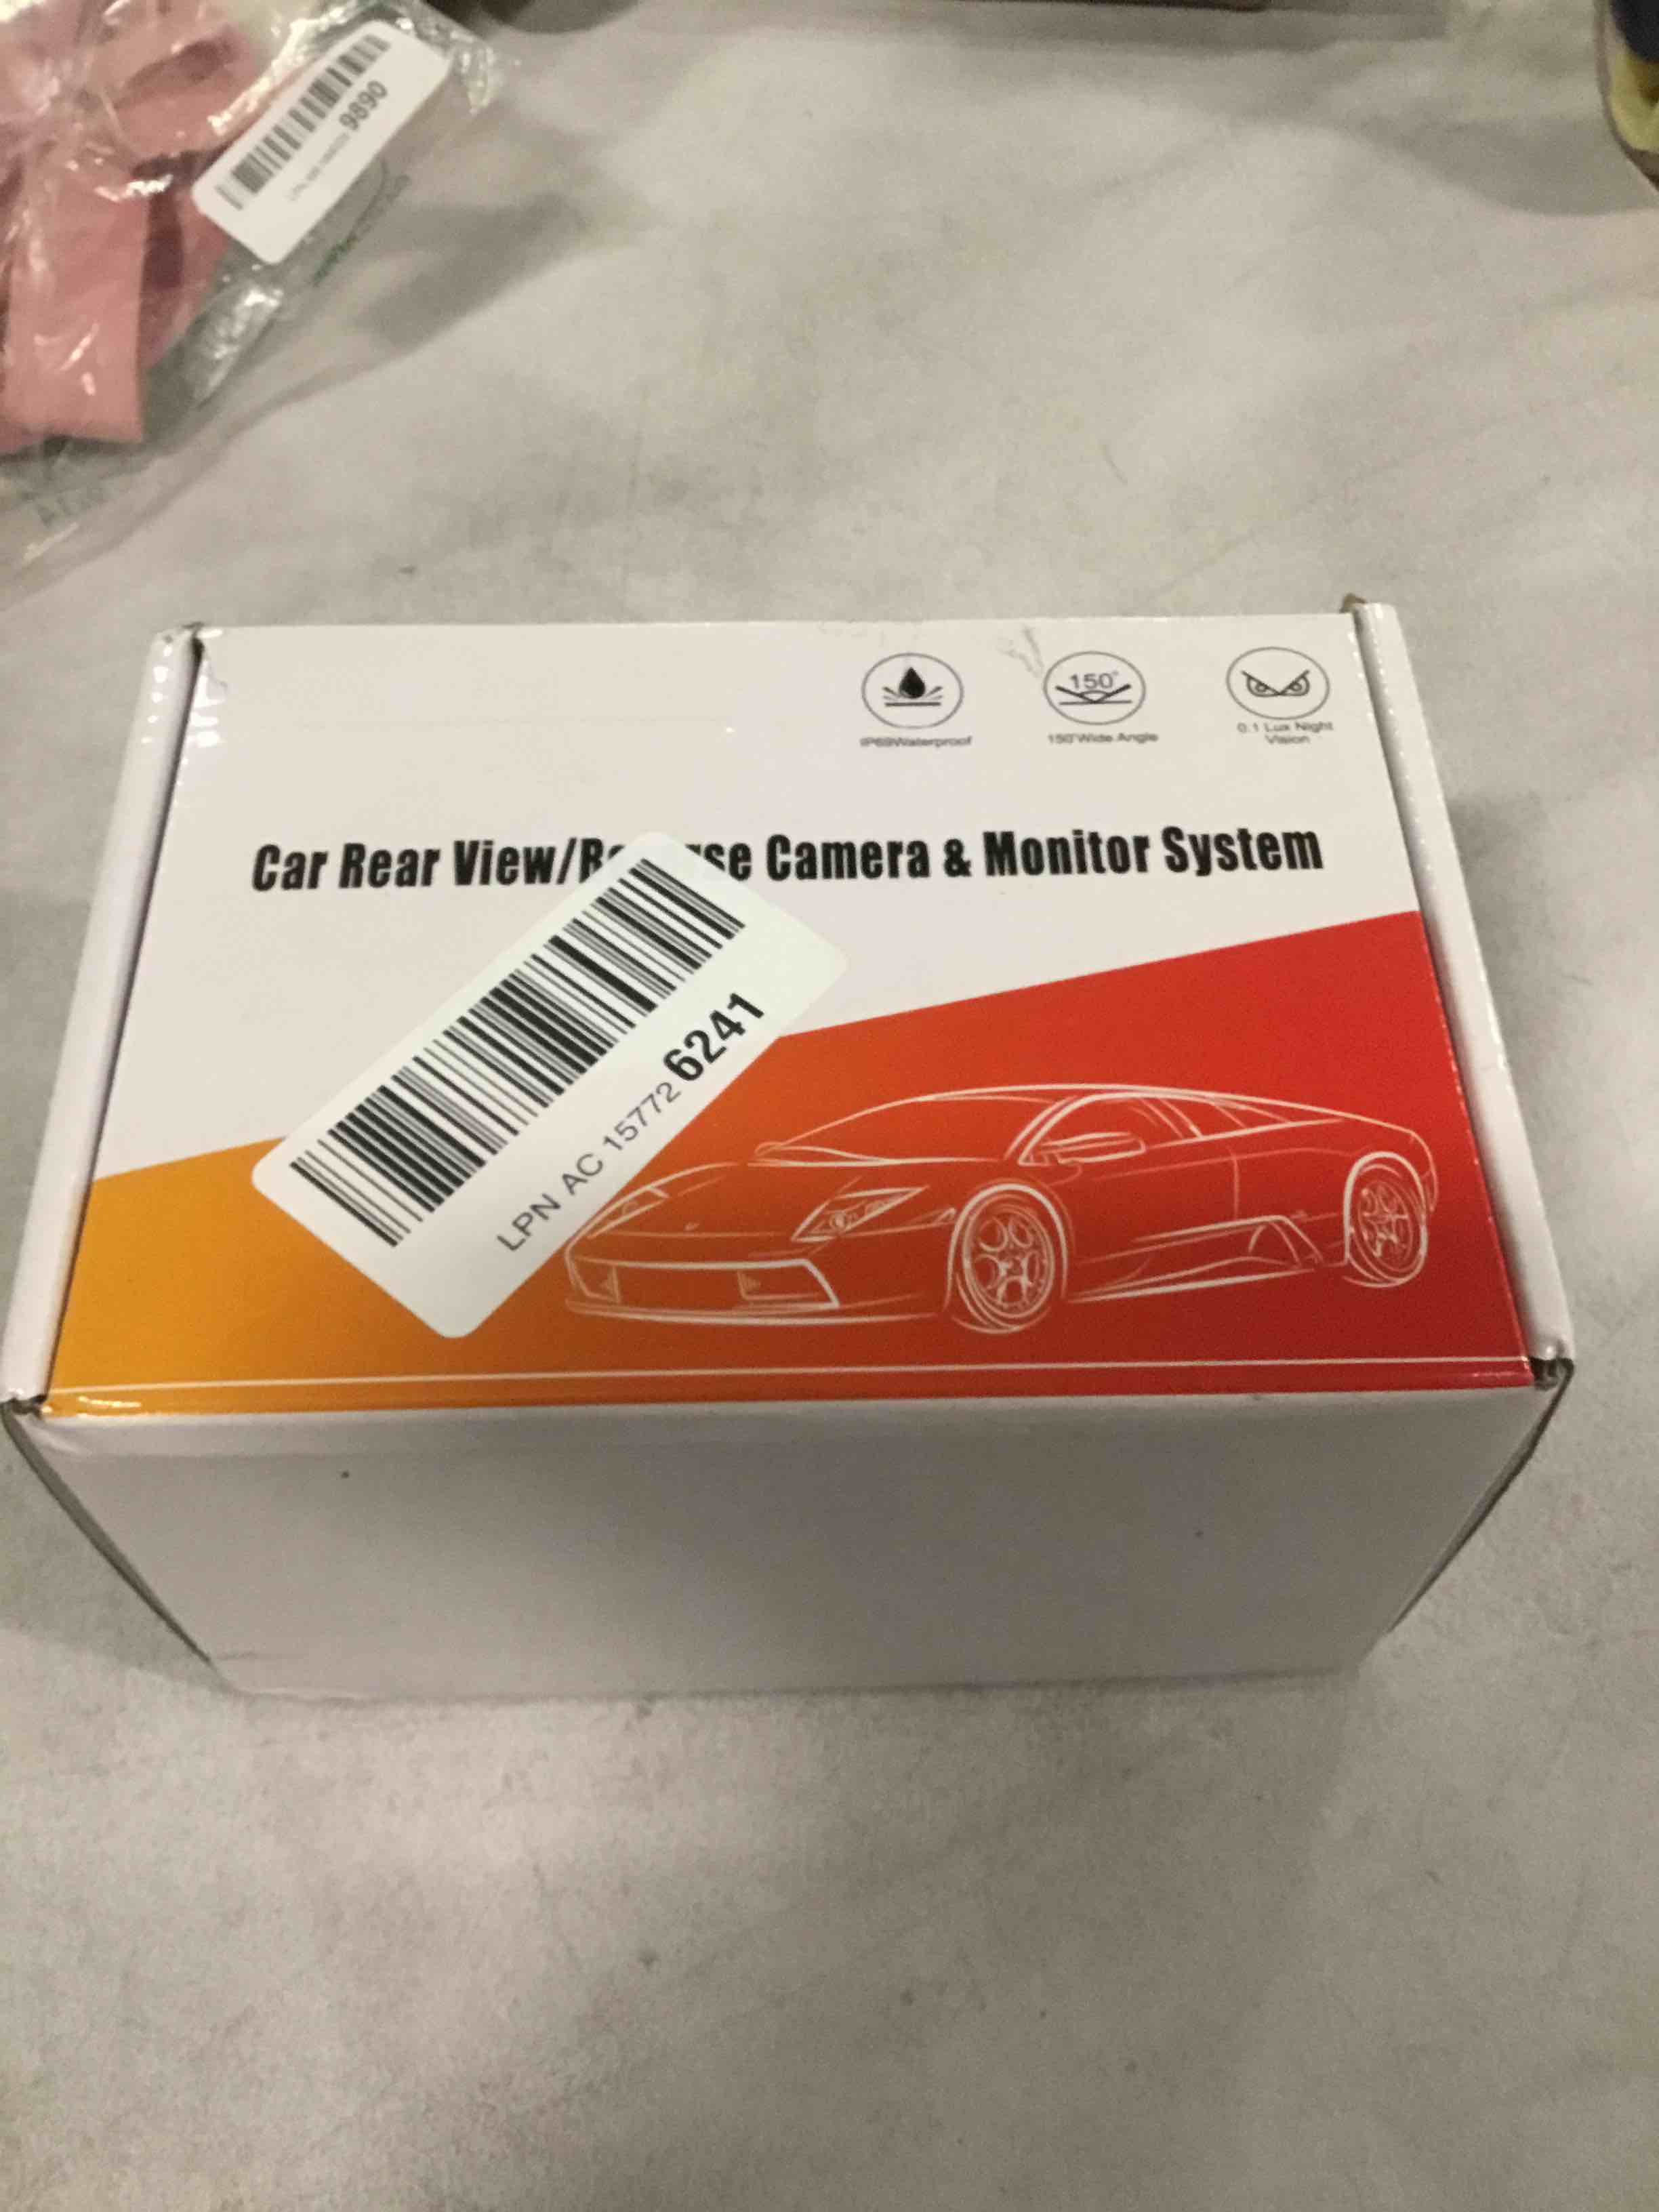 9890
150°
IP69Waterproof
150°Wide Angle
0.1 Lux Night
Vision
Car Rear View/Re se Camera & Monitor System
LPN AC 15772 6241